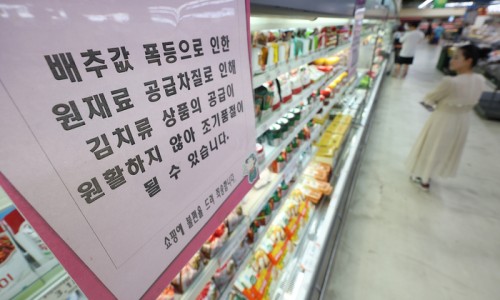 배추값 폭등으로 인한
원재료 공급차질로 인해
김치류 상품의 공급이
원활하지 않아 조기품절이
될 수 있습니다.
쇼핑에 불편을 드려 죄송합니다.